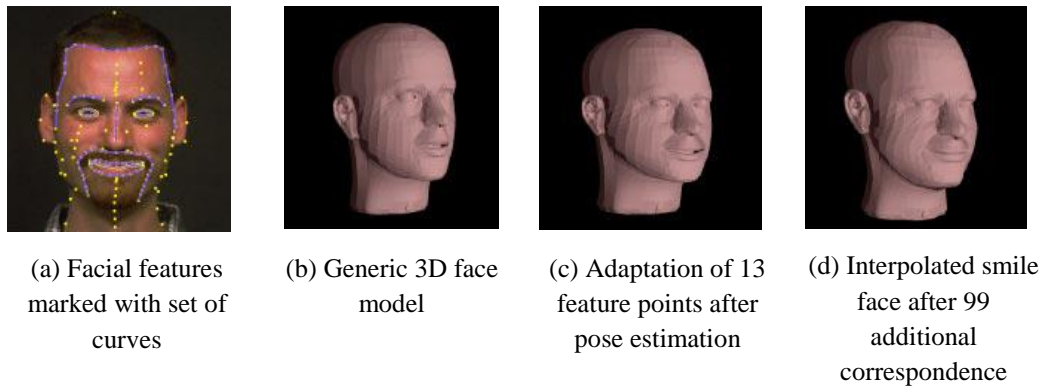 (a) Facial features
marked with set of
curves
(b) Generic 3D face
model
(c) Adaptation of 13
feature points after
pose estimation
(d) Interpolated smile
face after 99
additional
correspondence